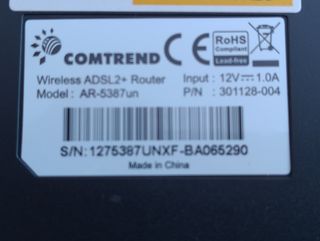 COMTREND
CE
RoHS
Compliant
Lead-free
Wireless ADSL2+ Router
Input : 12V⎓1.0A
Model : AR-5387un
P/N : 301128-004
S/N:1275387UNXF-BA065290
Made in China